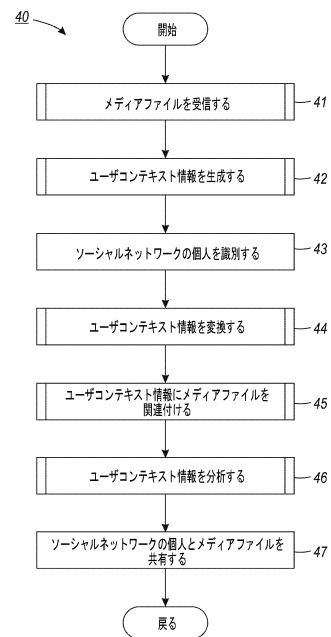 40
開始
メディアファイルを受信する
41
ユーザコンテキスト情報を生成する
42
ソーシャルネットワークの個人を識別する
43
ユーザコンテキスト情報を変換する
44
ユーザコンテキスト情報にメディアファイルを
関連付ける
45
ユーザコンテキスト情報を分析する
46
ソーシャルネットワークの個人とメディアファイルを
共有する
47
戻る